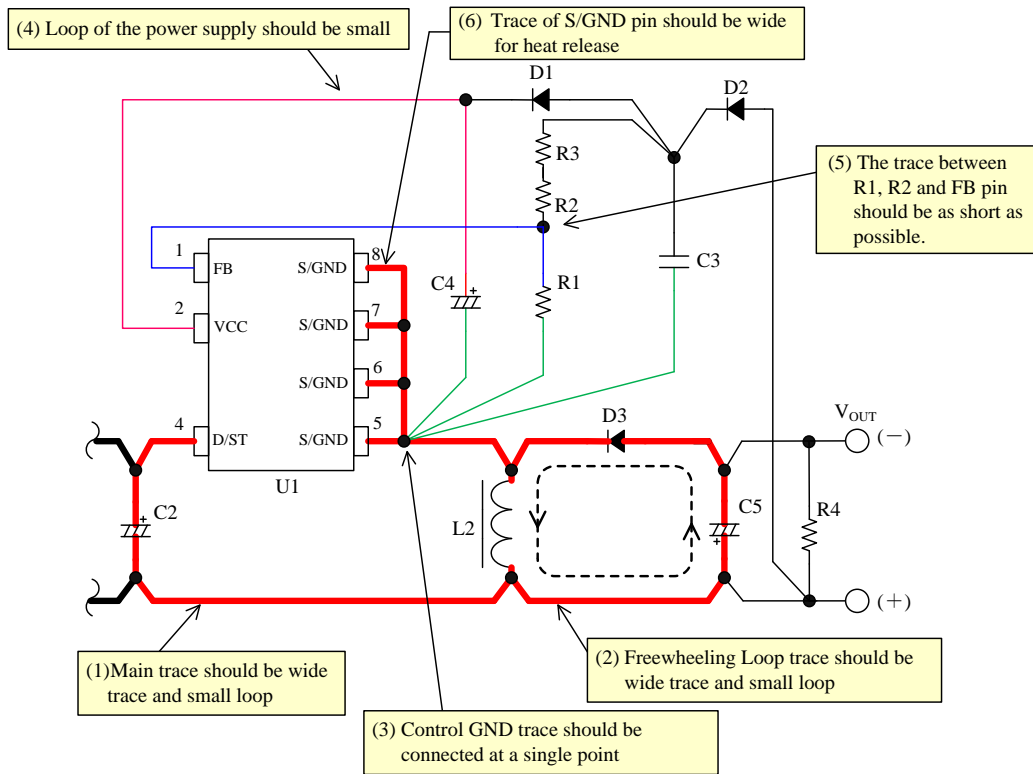 (4) Loop of the power supply should be small
(6) Trace of S/GND pin should be wide
for heat release
D1
D2
R3
R2
(5) The trace between
R1, R2 and FB pin
should be as short as
possible.
1
8
FB
S/GND
C4
+
R1
C3
2
7
VCC
S/GND
6
S/GND
4
5
D/ST
S/GND
U1
D3
VOUT
(−)
C2
+
L2
C5
+
R4
(+)
(1)Main trace should be wide
trace and small loop
(2) Freewheeling Loop trace should be
wide trace and small loop
(3) Control GND trace should be
connected at a single point